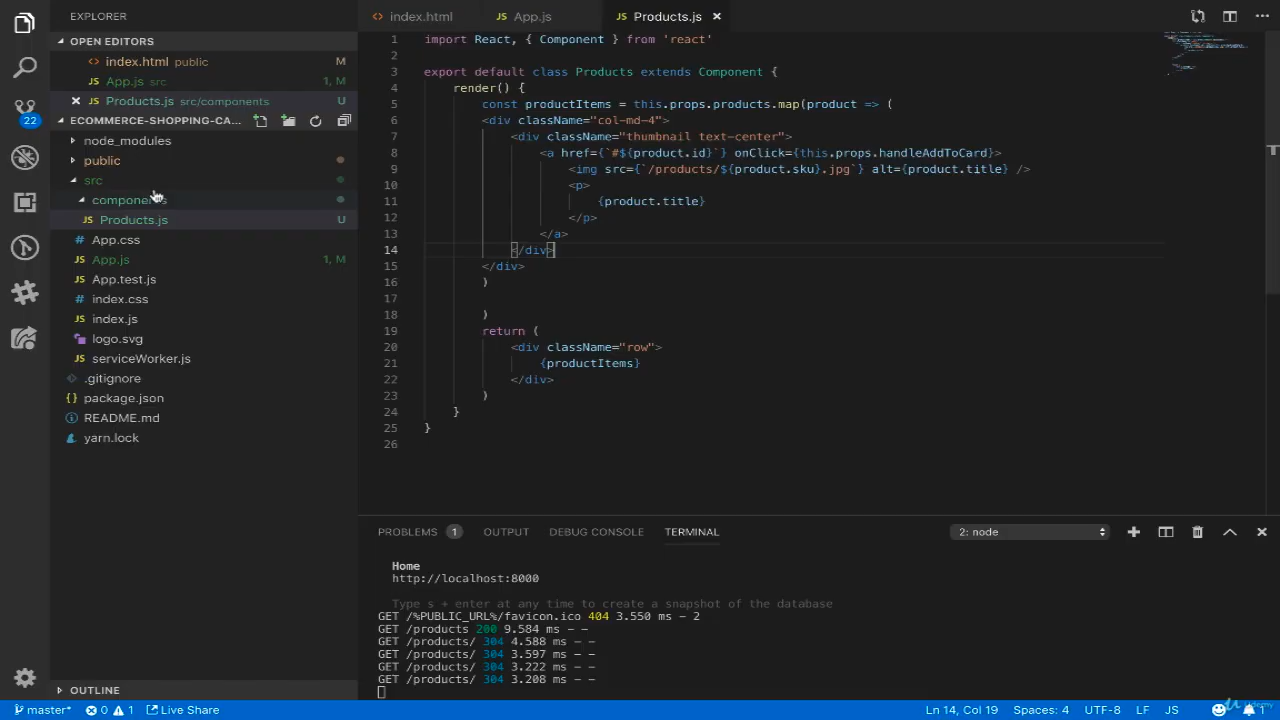 EXPLORER
OPEN EDITORS
index.html public M
App.js src 1, M
Products.js src/components U
ECOMMERCE-SHOPPING-CA...
22
node_modules
public
src
Products.js U
App.css
App.js 1, M
App.test.js
index.css
index.js
logo.svg
serviceWorker.js
.gitignore
package.json
README.md
yarn.lock
OUTLINE
index.html App.js Products.js
1 import React, { Component } from 'react'
2
3 export default class Products extends Component {
4 render() {
5 const productItems = this.props.products.map(product => (
6 <div className="col-md-4">
7 <div className="thumbnail text-center">
8 <a href={`#${product.id}`} onClick={this.props.handleAddToCard}>
9 <img src={`/products/${product.sku}.jpg`} alt={product.title} />
10 <p>
11 {product.title}
12 </p>
13 </a>
14 </div>
15 </div>
16 )
17
18 )
19 return (
20 <div className="row">
21 {productItems}
22 </div>
23 )
24 }
25 }
26
PROBLEMS 1 OUTPUT DEBUG CONSOLE TERMINAL 2: node
Home
http://localhost:8000
Type s + enter at any time to create a snapshot of the database
GET /%PUBLIC_URL%/favicon.ico 404 3.550 ms - 2
GET /products 200 9.584 ms - -
GET /products/ 304 4.588 ms - -
GET /products/ 304 3.597 ms - -
GET /products/ 304 3.222 ms - -
GET /products/ 304 3.208 ms - -
master* 0 1 Live Share Ln 14, Col 19 Spaces: 4 UTF-8 LF JS 1